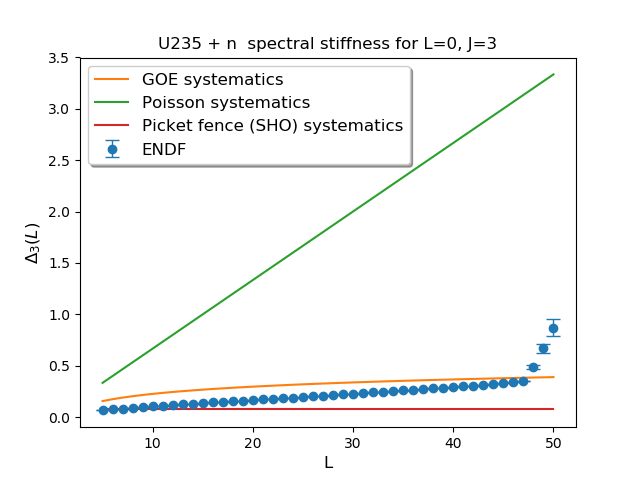 U235 + n  spectral stiffness for L=0, J=3
3.5
3.0
2.5
2.0
1.5
1.0
0.5
0.0
Δ₃(L)
GOE systematics
Poisson systematics
Picket fence (SHO) systematics
ENDF
10 20 30 40 50
L